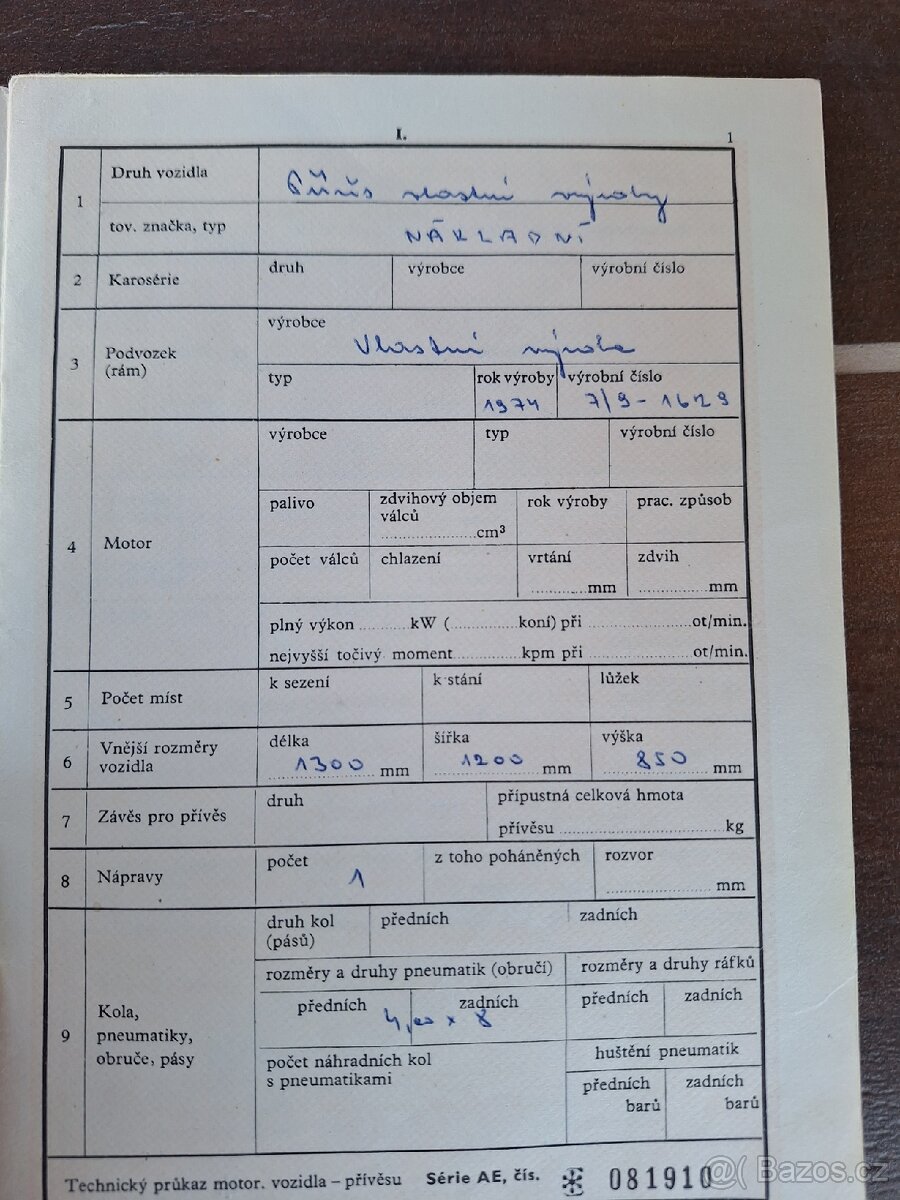 I. 1
1 Druh vozidla Přívěs vlastní výroby
tov. značka, typ NÁKLADNÍ
2 Karosérie druh výrobce výrobní číslo
3 Podvozek (rám) výrobce Vlastní výroba
typ rok výroby 1974 výrobní číslo 7/9-1629
4 Motor výrobce typ výrobní číslo
palivo zdvihový objem válců ........cm³ rok výroby prac. způsob
počet válců chlazení vrtání ........mm zdvih ........mm
plný výkon ........kW (........koní) při ........ot/min.
nejvyšší točivý moment........kpm při ........ot/min.
5 Počet míst k sezení k stání lůžek
6 Vnější rozměry vozidla délka 1300 mm šířka 1200 mm výška 850 mm
7 Závěs pro přívěs druh přípustná celková hmota
přívěsu ........kg
8 Nápravy počet 1 z toho poháněných rozvor ........ mm
9 Kola, pneumatiky, obruče, pásy druh kol (pásů) předních zadních
rozměry a druhy pneumatik (obručí) rozměry a druhy ráfků
předních zadních předních zadních
4,00 x 8
počet náhradních kol s pneumatikami huštění pneumatik
předních barů zadních barů
Technický průkaz motor. vozidla – přívěsu Série AE, čís. 081910
@( Bazos.cz